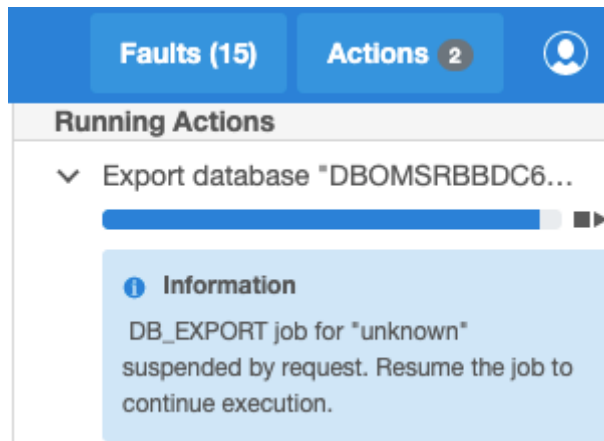 Faults (15) Actions 2
Running Actions
Export database "DBOMSRBBDC6...
Information
DB_EXPORT job for "unknown"
suspended by request. Resume the job to
continue execution.